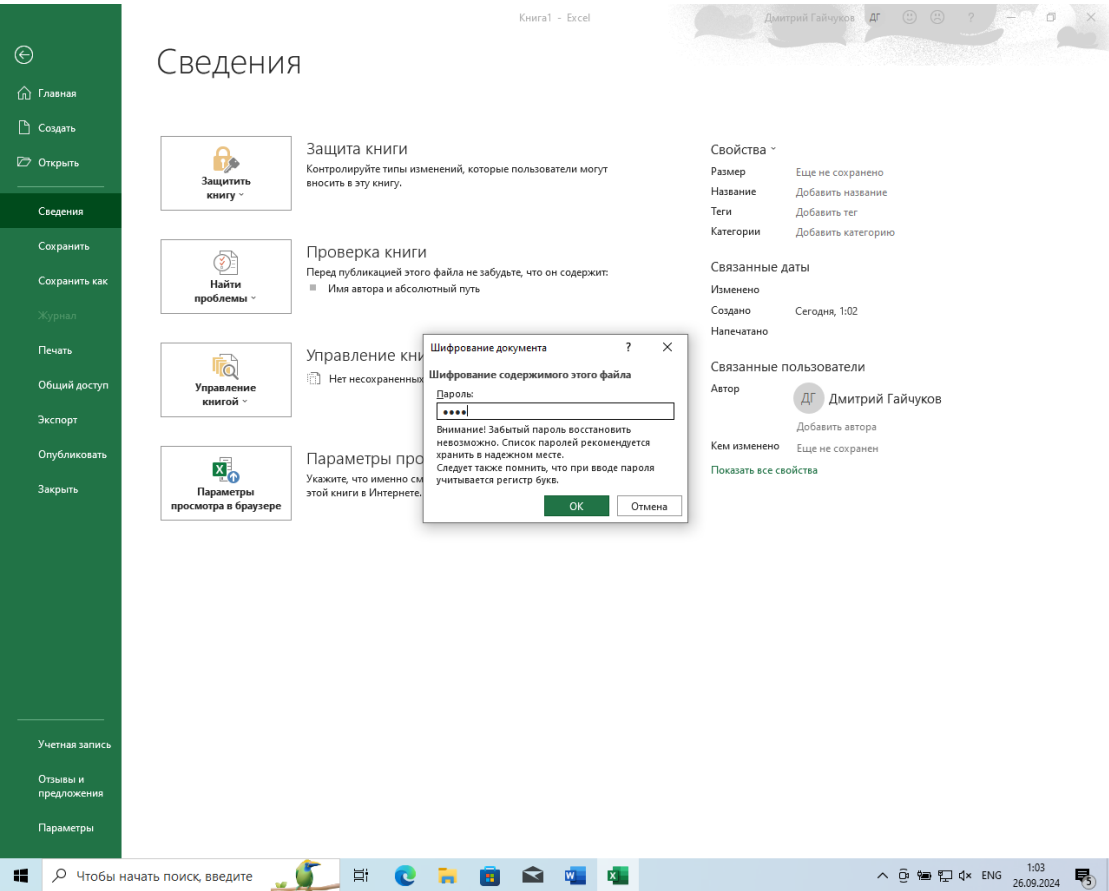 Книга1 - Excel
Дмитрий Гайчуков ДГ
Сведения
Главная
Создать
Открыть
Сведения
Сохранить
Сохранить как
Журнал
Печать
Общий доступ
Экспорт
Опубликовать
Закрыть
Учетная запись
Отзывы и
предложения
Параметры
Защитить
книгу
Защита книги
Контролируйте типы изменений, которые пользователи могут
вносить в эту книгу.
Найти
проблемы
Проверка книги
Перед публикацией этого файла не забудьте, что он содержит:
Имя автора и абсолютный путь
Управление
книгой
Управление кни
Нет несохраненных
Параметры
просмотра в браузере
Параметры про
Укажите, что именно см
этой книги в Интернете.
Шифрование документа ?
Шифрование содержимого этого файла
Пароль:
••••
Внимание! Забытый пароль восстановить
невозможно. Список паролей рекомендуется
хранить в надежном месте.
Следует также помнить, что при вводе пароля
учитывается регистр букв.
ОК Отмена
Свойства
Размер Еще не сохранено
Название Добавить название
Теги Добавить тег
Категории Добавить категорию
Связанные даты
Изменено
Создано Сегодня, 1:02
Напечатано
Связанные пользователи
Автор ДГ Дмитрий Гайчуков
Добавить автора
Кем изменено Еще не сохранен
Показать все свойства
Чтобы начать поиск, введите
ENG
1:03
26.09.2024
5